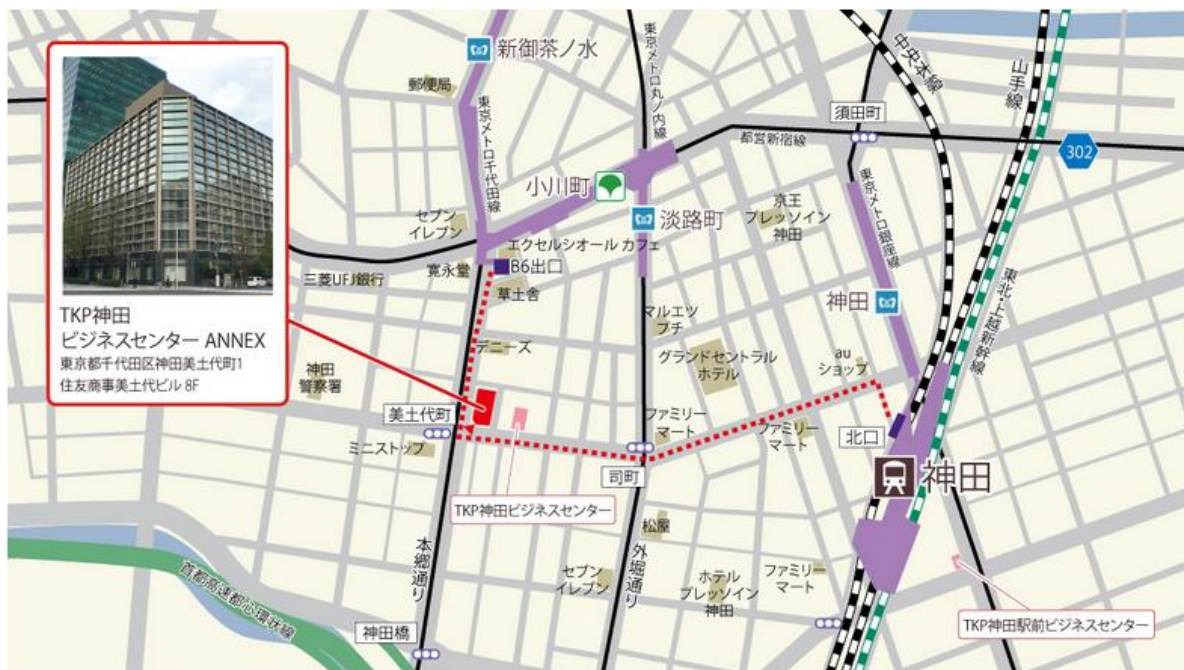 新御茶ノ水
郵便局
東京メトロ千代田線
東京メトロ丸ノ内線
中央本線
山手線
須田町
都営新宿線
302
小川町
淡路町
セブン
イレブン
エクセルシオール カフェ
B6出口
京王
プレッソイン
神田
東京メトロ銀座線
三菱UFJ銀行
寛永堂
草土舎
神田
東北・上越新幹線
TKP神田
ビジネスセンター ANNEX
東京都千代田区神田美土代町1
住友商事美土代ビル 8F
マルエツ
プチ
デニーズ
グランドセントラル
ホテル
au
ショップ
神田
警察署
美土代町
ファミリー
マート
ファミリー
マート
北口
ミニストップ
司町
神田
TKP神田ビジネスセンター
松屋
本郷通り
外堀通り
首都高速都心環状線
セブン
イレブン
ホテル
プレッソイン
神田
ファミリー
マート
神田橋
TKP神田駅前ビジネスセンター